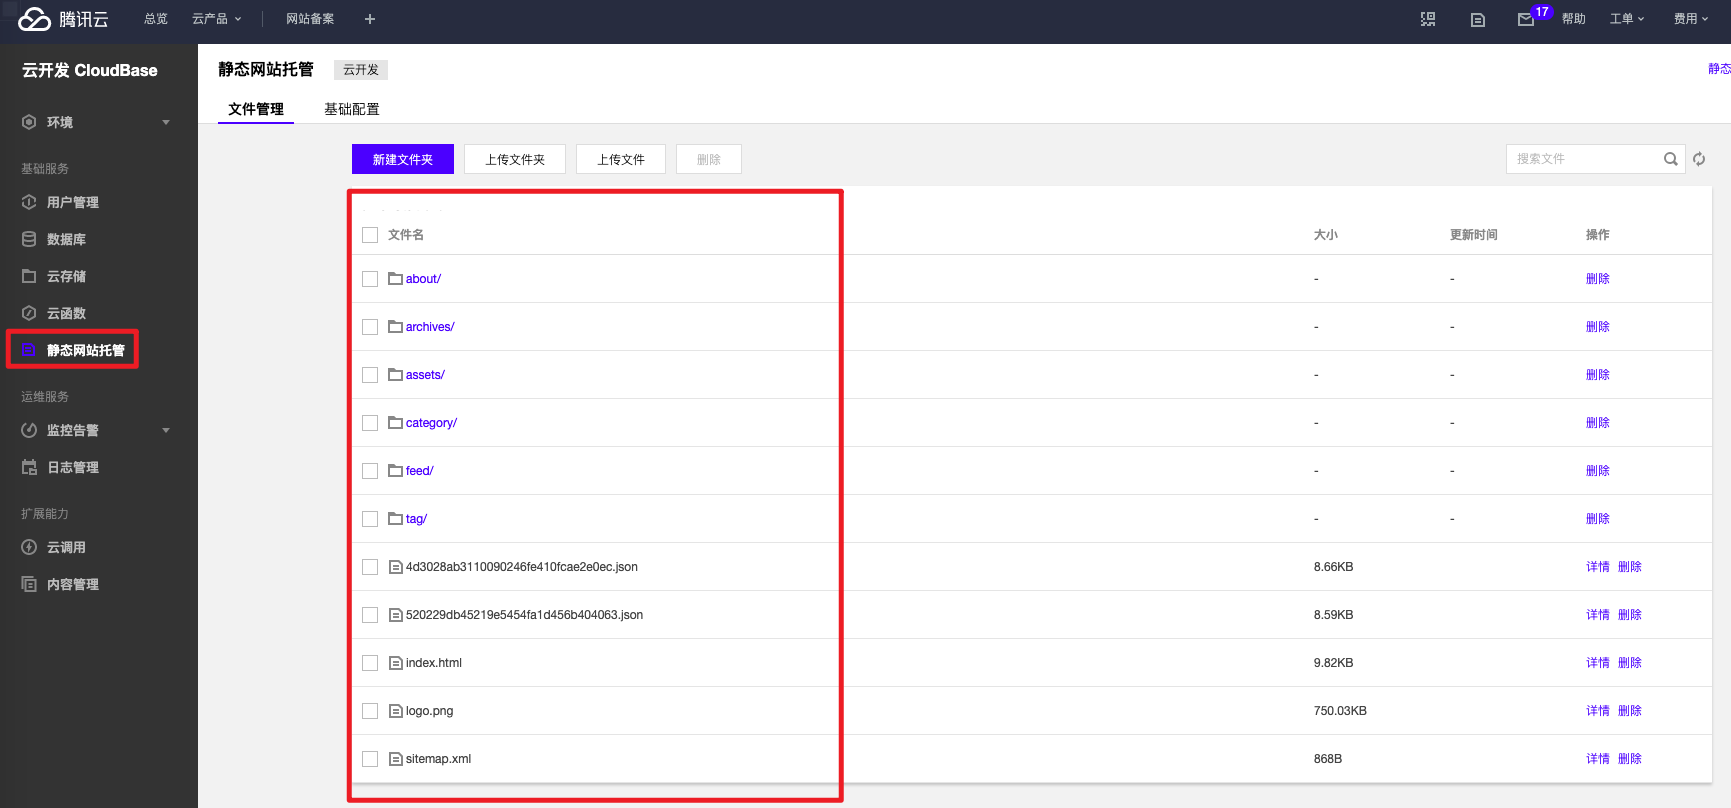 腾讯云 总览 云产品 网站备案 + 17 帮助 工单 费用
云开发 CloudBase
环境
基础服务
用户管理
数据库
云存储
云函数
静态网站托管
运维服务
监控告警
日志管理
扩展能力
云调用
内容管理
静态网站托管 云开发 静态
文件管理 基础配置
新建文件夹 上传文件夹 上传文件 删除 搜索文件
文件名 大小 更新时间 操作
about/ - - 删除
archives/ - - 删除
assets/ - - 删除
category/ - - 删除
feed/ - - 删除
tag/ - - 删除
4d3028ab3110090246fe410fcae2e0ec.json 8.66KB 详情 删除
520229db45219e5454fa1d456b404063.json 8.59KB 详情 删除
index.html 9.82KB 详情 删除
logo.png 750.03KB 详情 删除
sitemap.xml 868B 详情 删除